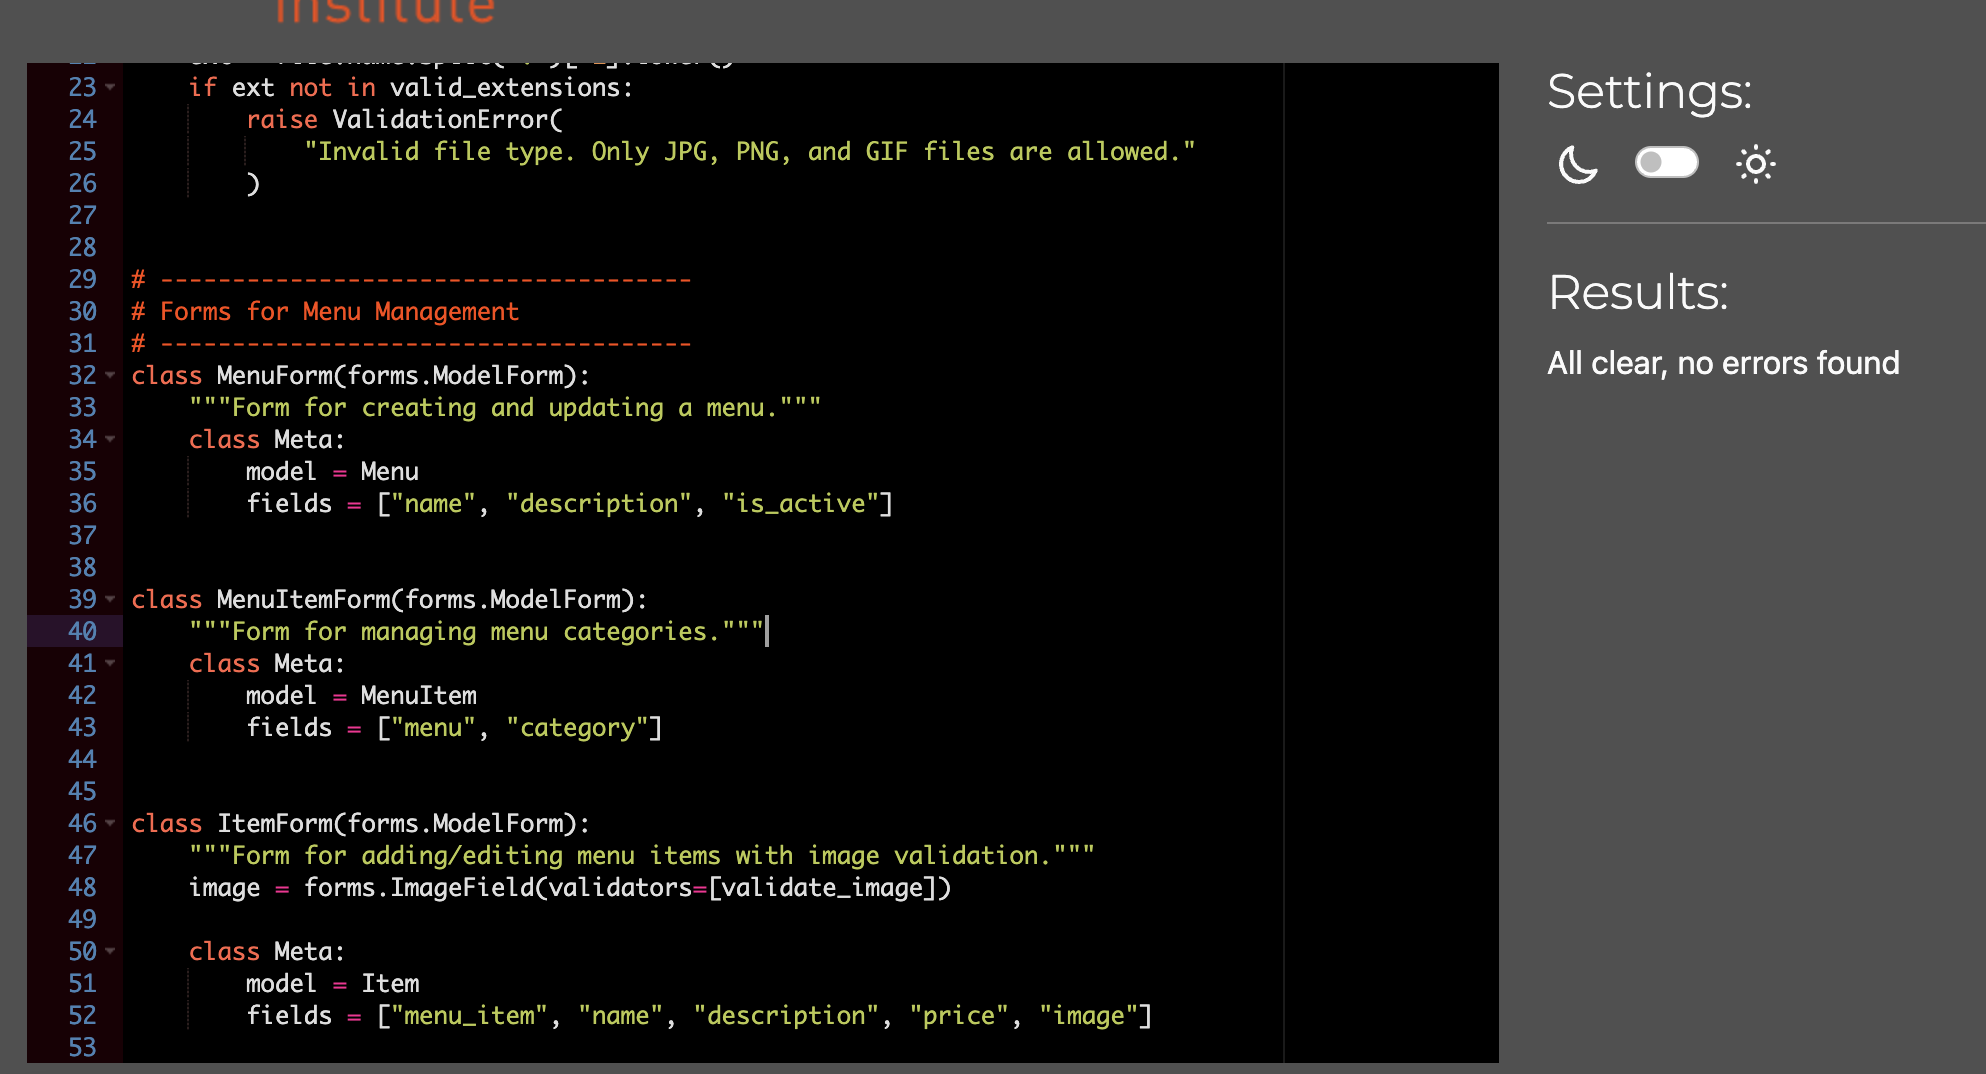 Institute
23 if ext not in valid_extensions:
24 raise ValidationError(
25 "Invalid file type. Only JPG, PNG, and GIF files are allowed."
26 )
27
28
29 # -------------------------------------
30 # Forms for Menu Management
31 # -------------------------------------
32 class MenuForm(forms.ModelForm):
33 """Form for creating and updating a menu."""
34 class Meta:
35 model = Menu
36 fields = ["name", "description", "is_active"]
37
38
39 class MenuItemForm(forms.ModelForm):
40 """Form for managing menu categories."""
41 class Meta:
42 model = MenuItem
43 fields = ["menu", "category"]
44
45
46 class ItemForm(forms.ModelForm):
47 """Form for adding/editing menu items with image validation."""
48 image = forms.ImageField(validators=[validate_image])
49
50 class Meta:
51 model = Item
52 fields = ["menu_item", "name", "description", "price", "image"]
53
Settings:
Results:
All clear, no errors found